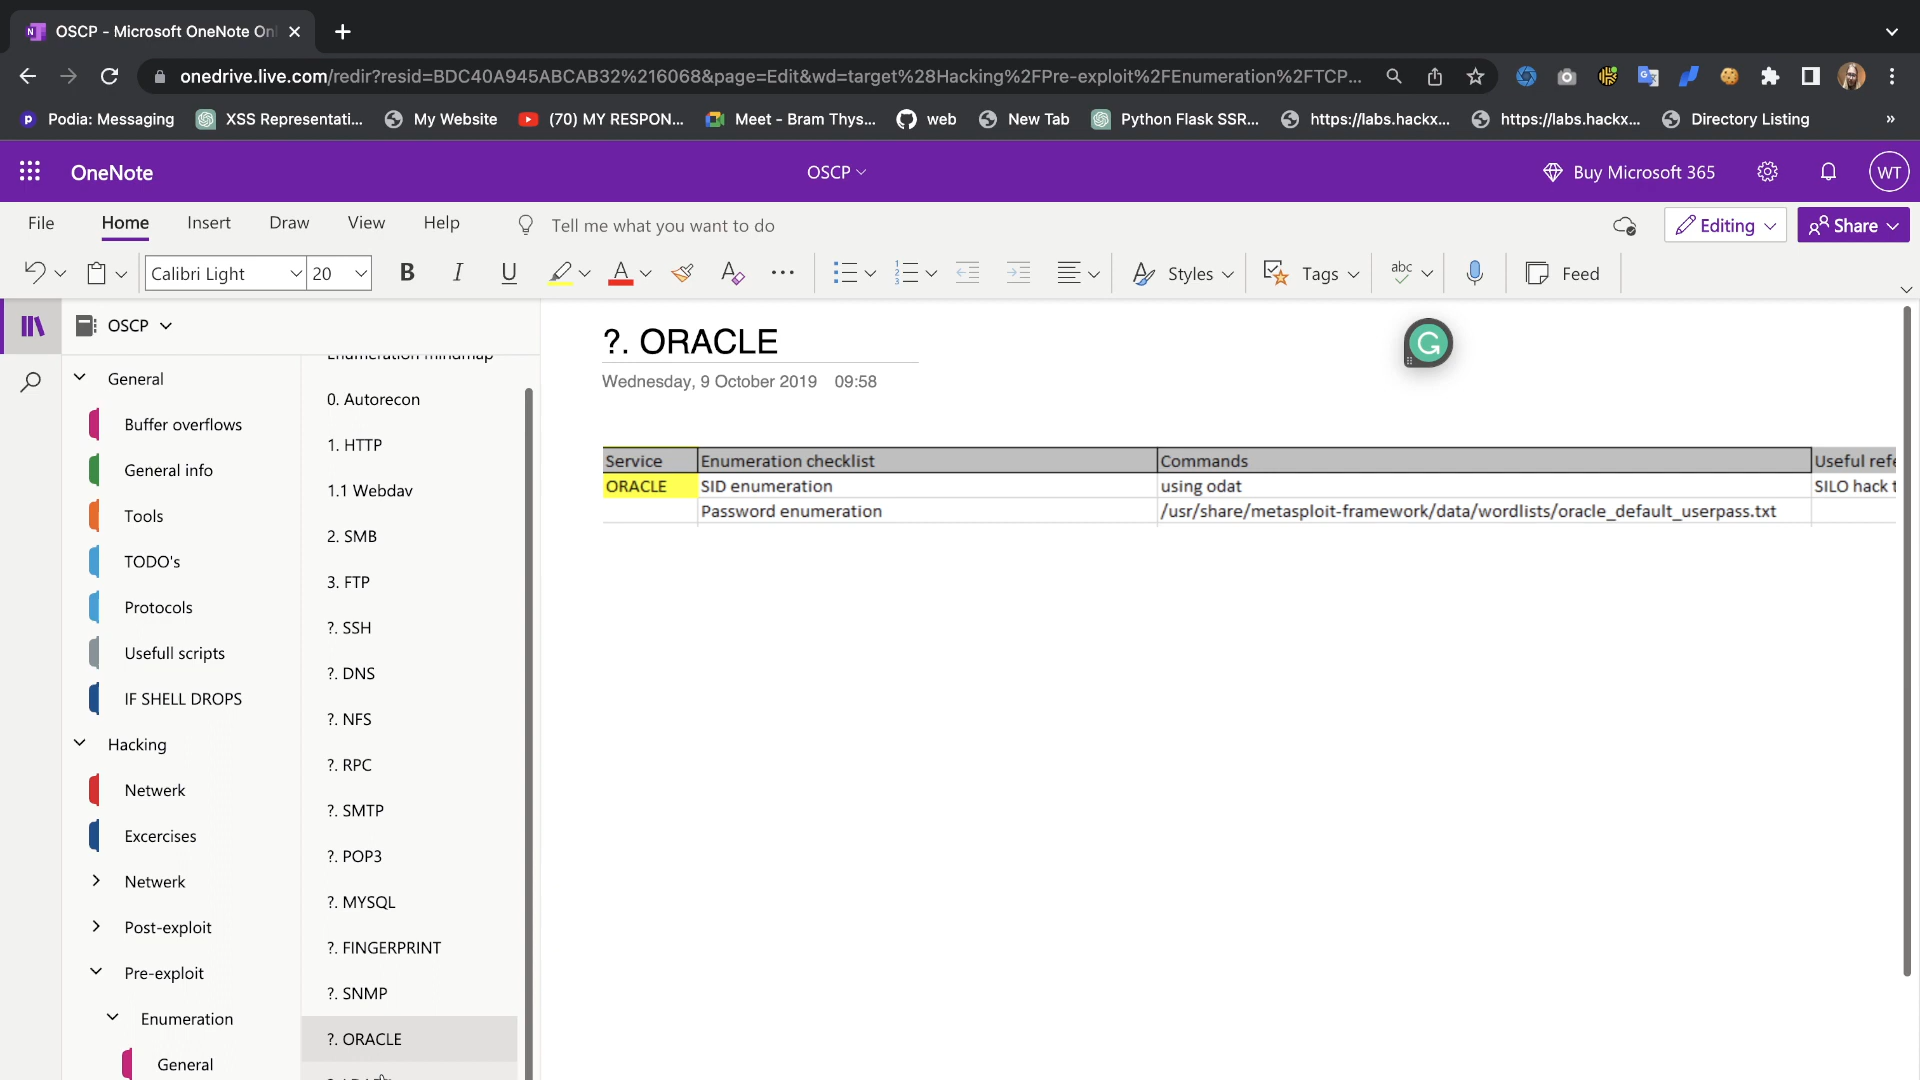 OSCP - Microsoft OneNote On
onedrive.live.com/redir?resid=BDC40A945ABCAB32%216068&page=Edit&wd=target%28Hacking%2FPre-exploit%2FEnumeration%2FTCP...
Podia: Messaging
XSS Representati...
My Website
(70) MY RESPON...
Meet - Bram Thys...
web
New Tab
Python Flask SSR...
https://labs.hackx...
https://labs.hackx...
Directory Listing
»
OneNote
OSCP
Buy Microsoft 365
WT
File
Home
Insert
Draw
View
Help
Tell me what you want to do
Editing
Share
Calibri Light
20
B
I
U
A
A
Styles
Tags
abc
Feed
OSCP
General
Buffer overflows
General info
Tools
TODO's
Protocols
Usefull scripts
IF SHELL DROPS
Hacking
Netwerk
Excercises
Netwerk
Post-exploit
Pre-exploit
Enumeration
General
Enumeration mindmap
0. Autorecon
1. HTTP
1.1 Webdav
2. SMB
3. FTP
?. SSH
?. DNS
?. NFS
?. RPC
?. SMTP
?. POP3
?. MYSQL
?. FINGERPRINT
?. SNMP
?. ORACLE
?. ORACLE
Wednesday, 9 October 2019 09:58
Service Enumeration checklist Commands Useful refe
ORACLE SID enumeration using odat SILO hack t
Password enumeration /usr/share/metasploit-framework/data/wordlists/oracle_default_userpass.txt